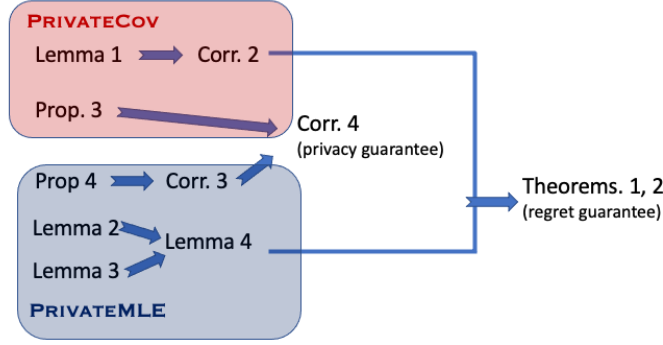 PRIVATECOV
Lemma 1
Corr. 2
Prop. 3
Corr. 4
(privacy guarantee)
Prop 4
Corr. 3
Theorems. 1, 2
(regret guarantee)
Lemma 2
Lemma 4
Lemma 3
PRIVATEMLE